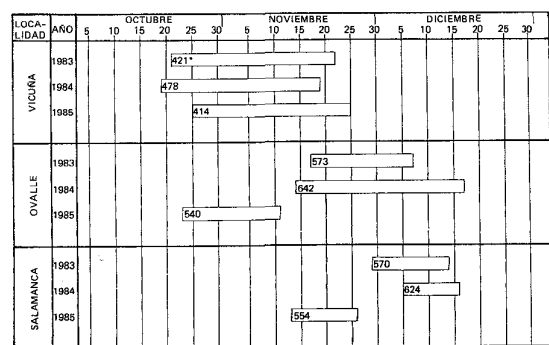 LOCA-
LIDAD AÑO OCTUBRE NOVIEMBRE DICIEMBRE
5 10 15 20 25 30 5 10 15 20 25 30 5 10 15 20 25 30
VICUÑA
1983 421*
1984 478
1985 414
OVALLE
1983 573
1984 642
1985 540
SALAMANCA
1983 570
1984 624
1985 554